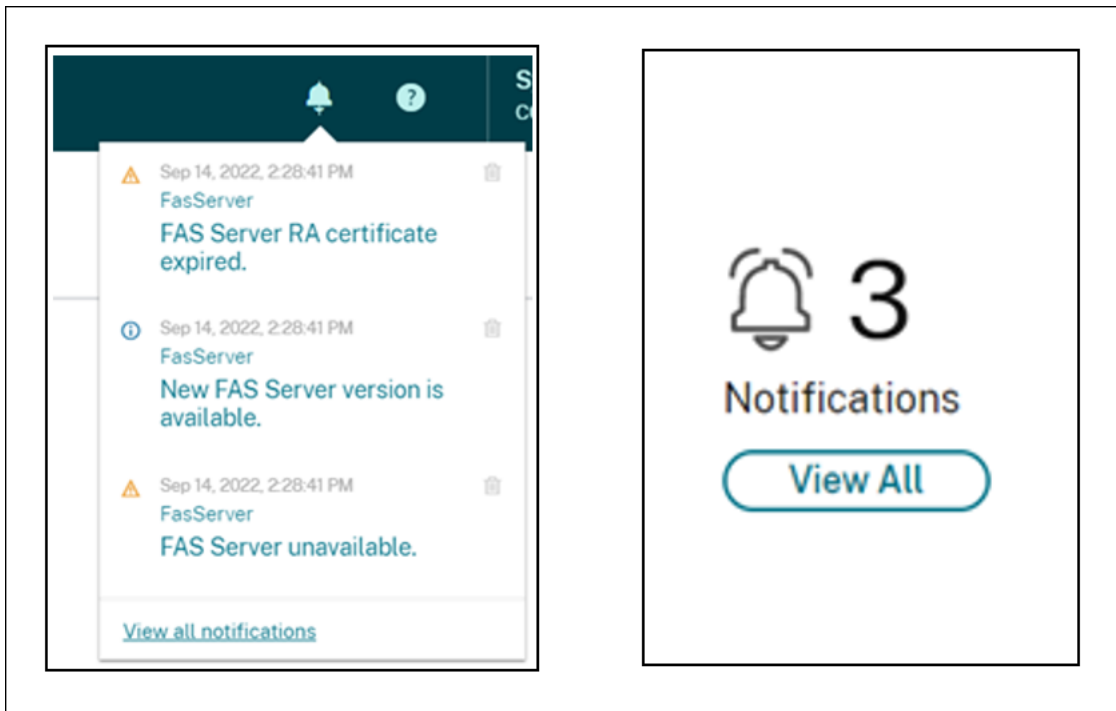 Sep 14, 2022, 2:28:41 PM
FasServer
FAS Server RA certificate
expired.
Sep 14, 2022, 2:28:41 PM
FasServer
New FAS Server version is
available.
Sep 14, 2022, 2:28:41 PM
FasServer
FAS Server unavailable.
View all notifications
3
Notifications
View All